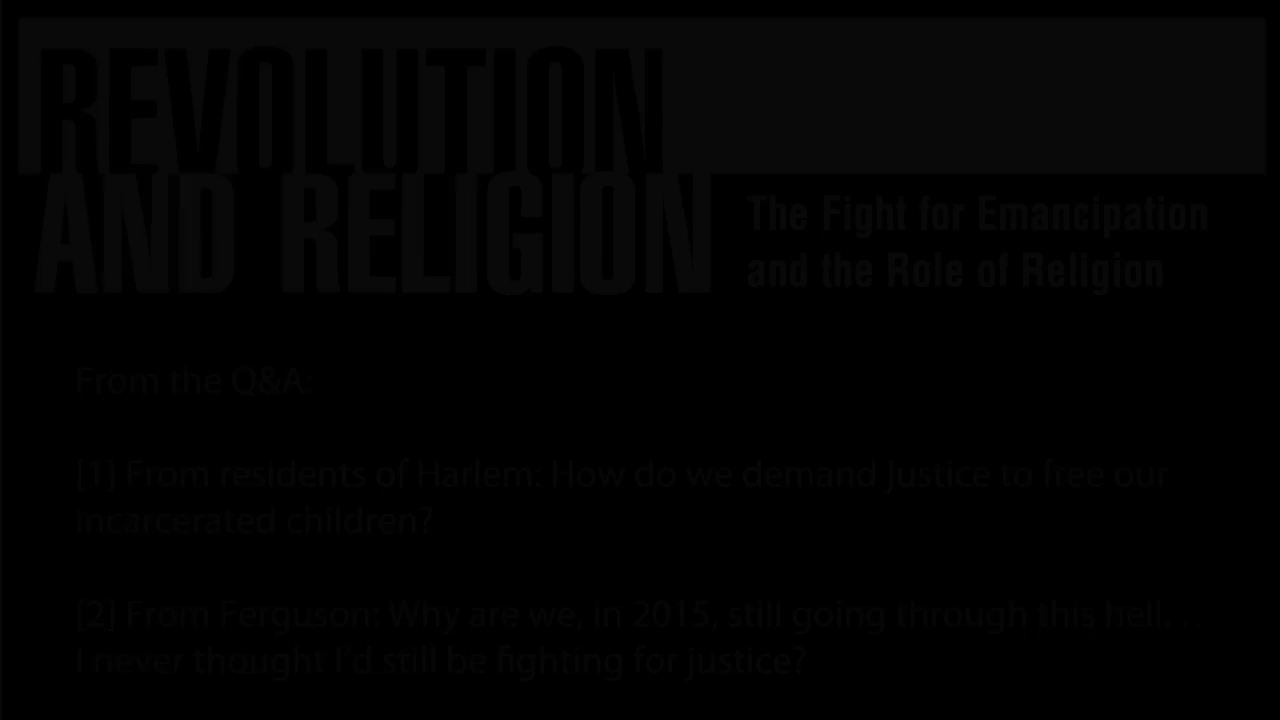 REVOLUTION
AND RELIGION
The Fight for Emancipation
and the Role of Religion
From the Q&A:
[1] From residents of Harlem: How do we demand Justice to free our
incarcerated children?
[2] From Ferguson: Why are we, in 2015, still going through this hell. .
I never thought I'd still be fighting for justice?